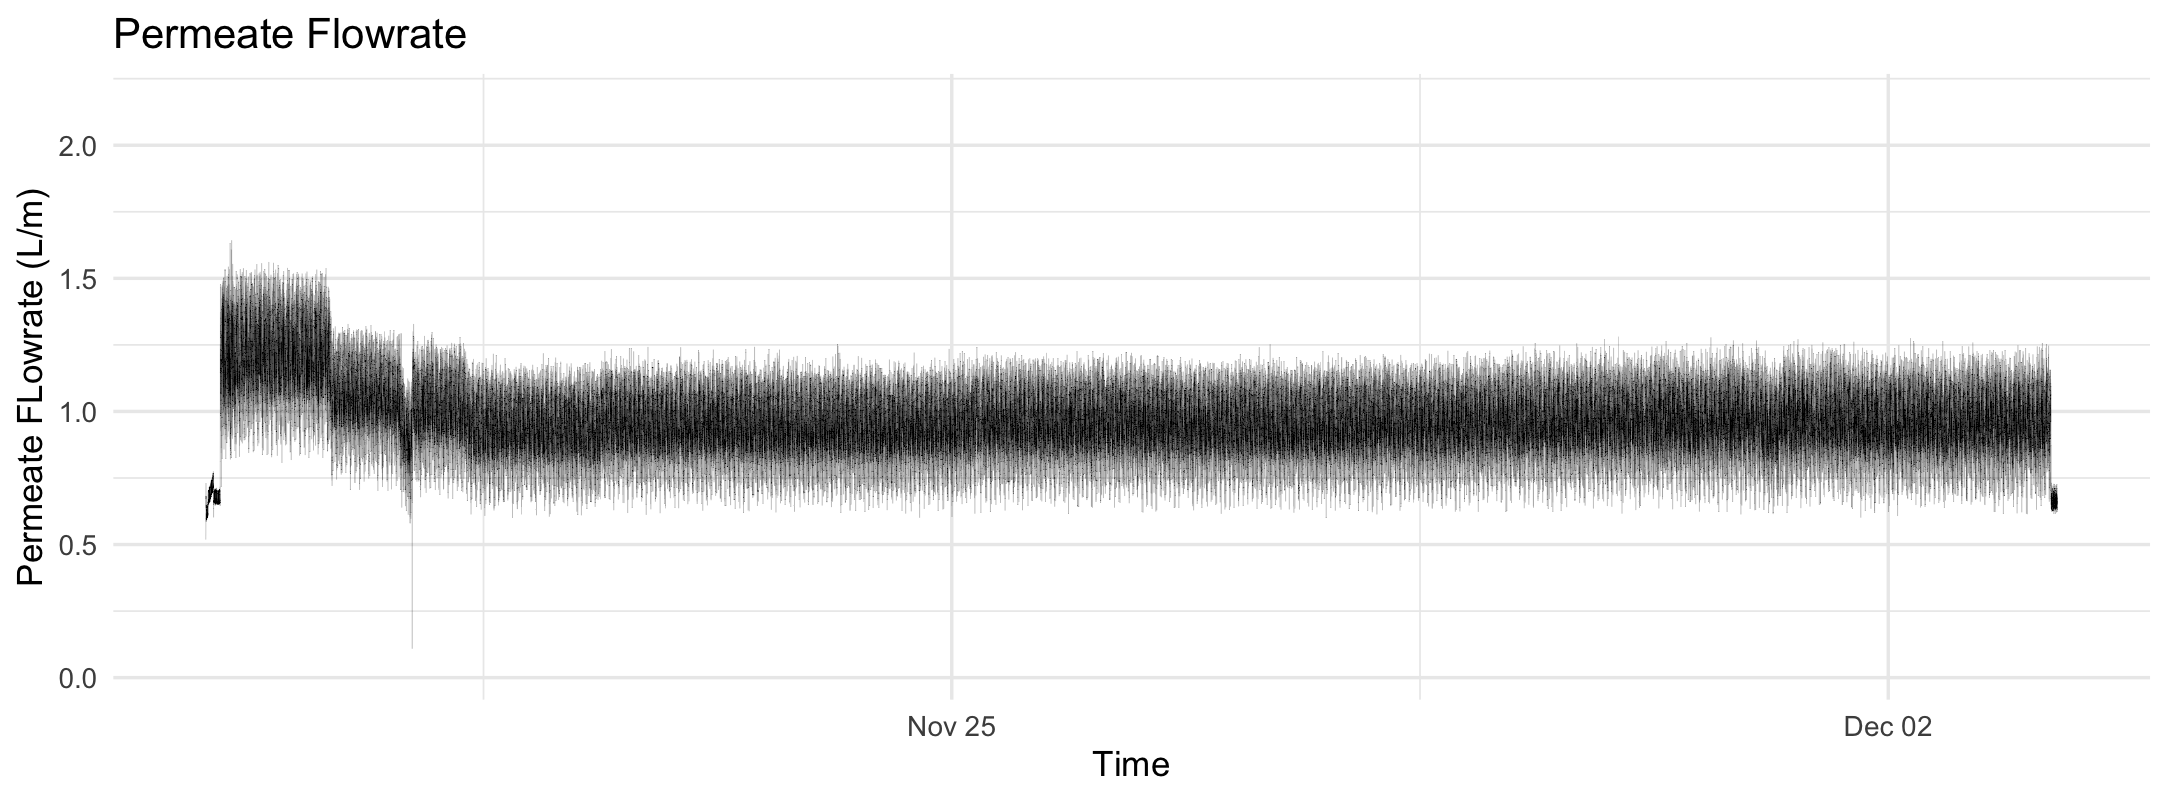 Permeate Flowrate
Permeate FLowrate (L/m)
2.0
1.5
1.0
0.5
0.0
Nov 25
Dec 02
Time